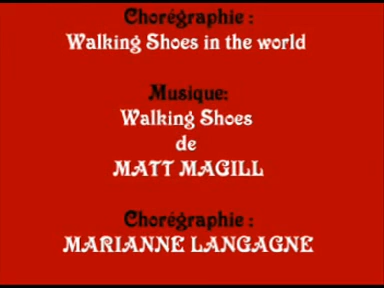 Chorégraphie :
Walking Shoes in the world
Musique:
Walking Shoes
de
MATT MAGILL
Chorégraphie :
MARIANNE LANGAGNE